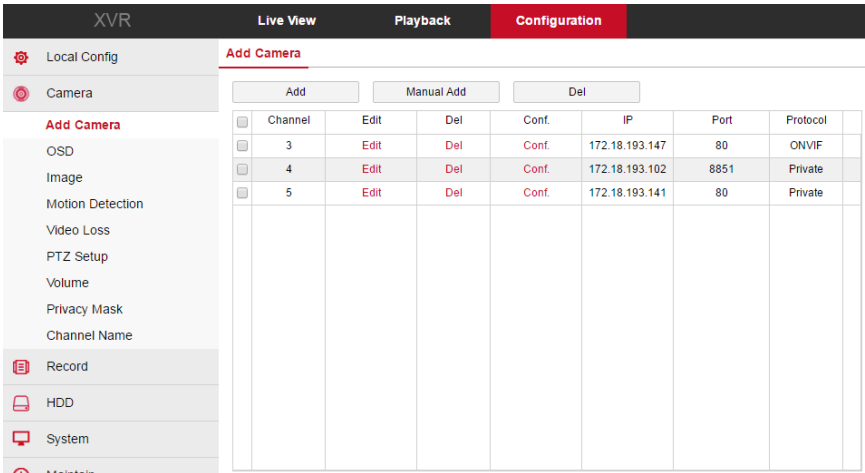 XVR Live View Playback Configuration
Local Config
Camera
Add Camera
OSD
Image
Motion Detection
Video Loss
PTZ Setup
Volume
Privacy Mask
Channel Name
Record
HDD
System
Maintain
Add Camera
Add Manual Add Del
Channel Edit Del Conf. IP Port Protocol
3 Edit Del Conf. 172.18.193.147 80 ONVIF
4 Edit Del Conf. 172.18.193.102 8851 Private
5 Edit Del Conf. 172.18.193.141 80 Private